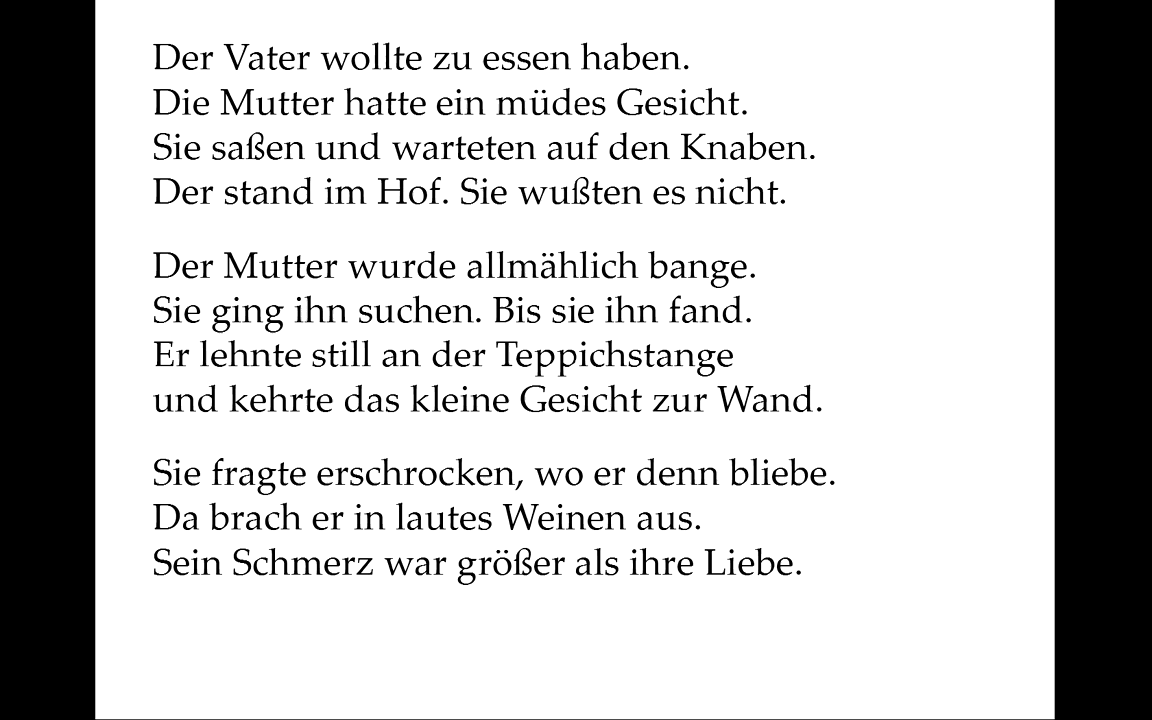 Der Vater wollte zu essen haben.
Die Mutter hatte ein müdes Gesicht.
Sie saßen und warteten auf den Knaben.
Der stand im Hof. Sie wußten es nicht.
Der Mutter wurde allmählich bange.
Sie ging ihn suchen. Bis sie ihn fand.
Er lehnte still an der Teppichstange
und kehrte das kleine Gesicht zur Wand.
Sie fragte erschrocken, wo er denn bliebe.
Da brach er in lautes Weinen aus.
Sein Schmerz war größer als ihre Liebe.